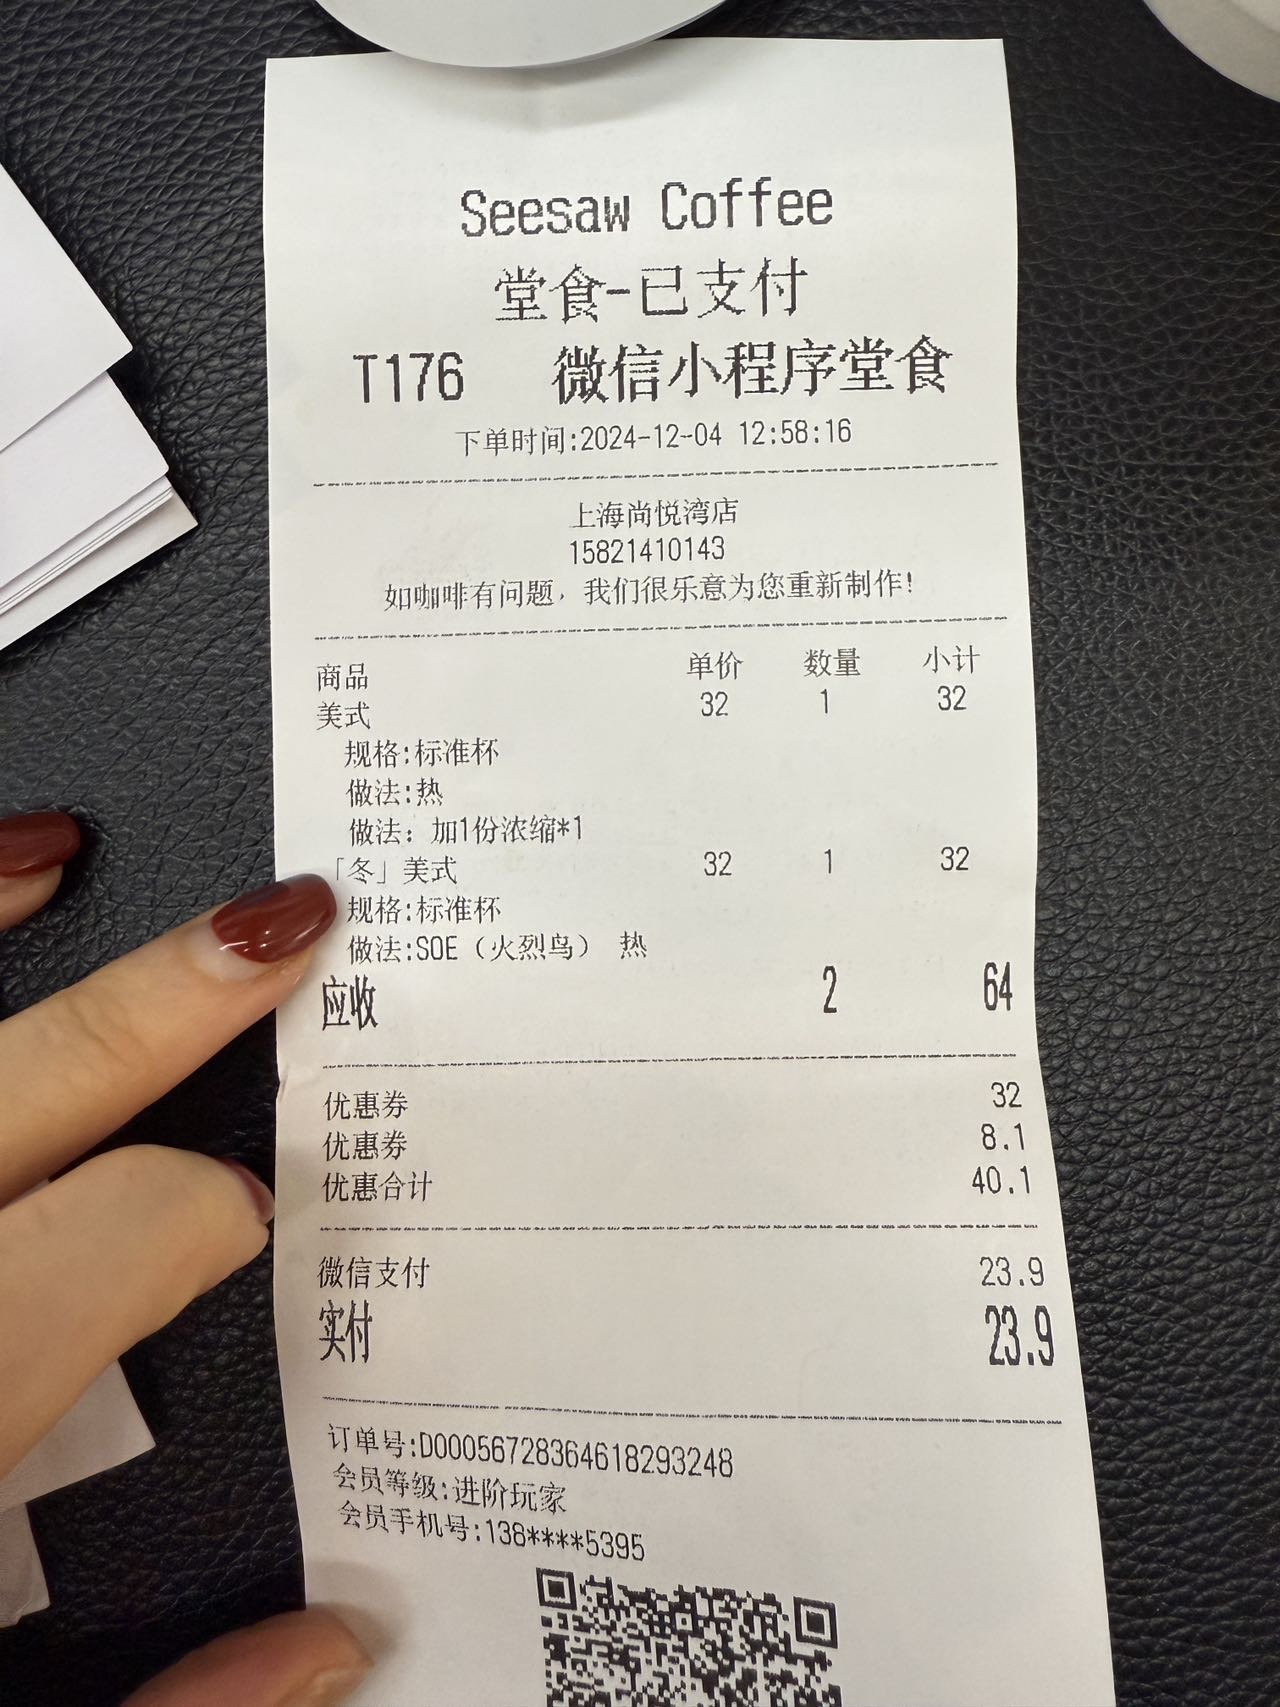 Seesaw Coffee
堂食-已支付
T176 微信小程序堂食
下单时间:2024-12-04 12:58:16
上海尚悦湾店
15821410143
如咖啡有问题，我们很乐意为您重新制作!
商品 单价 数量 小计
美式 32 1 32
规格:标准杯
做法:热
做法：加1份浓缩*1
「冬」美式 32 1 32
规格:标准杯
做法:SOE（火烈鸟） 热
应收 2 64
优惠券 32
优惠券 8.1
优惠合计 40.1
微信支付 23.9
实付 23.9
订单号:D00056728364618293248
会员等级:进阶玩家
会员手机号:138****5395